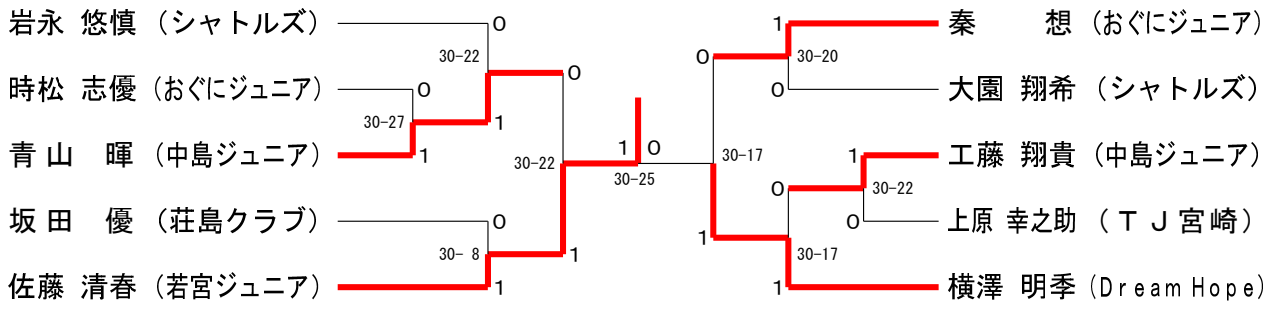 岩永 悠慎 (シャトルズ)
時松 志優 (おぐにジュニア)
青 山 暉 (中島ジュニア)
坂 田 優 (荘島クラブ)
佐藤 清春 (若宮ジュニア)
0
30-22
0
30-27
1
1
0
0
30- 8
1
30-22
1
1
0
30-25
0
30-17
1
1
30-20
0
0
1
30-22
0
30-17
1
秦 想 (おぐにジュニア)
大園 翔希 (シャトルズ)
工藤 翔貴 (中島ジュニア)
上原 幸之助 (TJ宮崎)
横澤 明季 (Dream Hope)